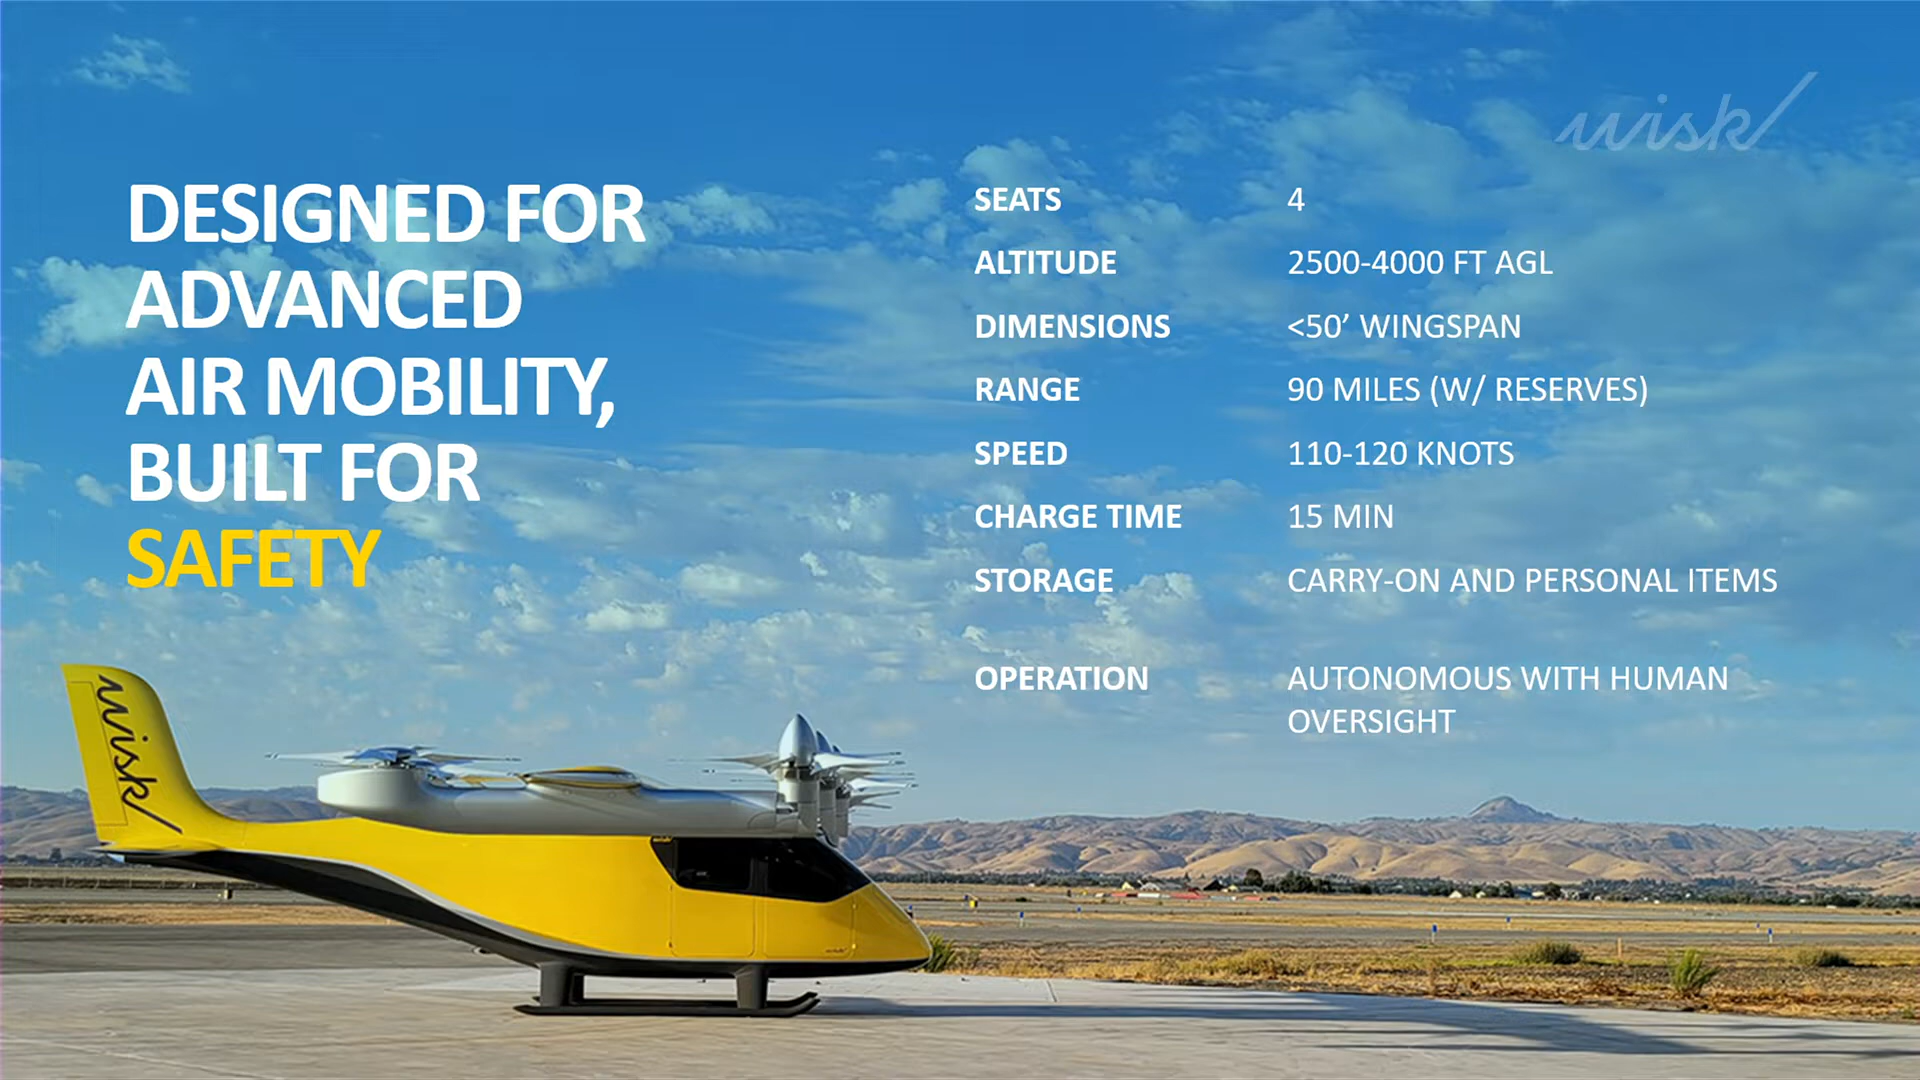 wisk
DESIGNED FOR
ADVANCED
AIR MOBILITY,
BUILT FOR
SAFETY
SEATS 4
ALTITUDE 2500-4000 FT AGL
DIMENSIONS <50’ WINGSPAN
RANGE 90 MILES (W/ RESERVES)
SPEED 110-120 KNOTS
CHARGE TIME 15 MIN
STORAGE CARRY-ON AND PERSONAL ITEMS
OPERATION AUTONOMOUS WITH HUMAN
OVERSIGHT
wisk